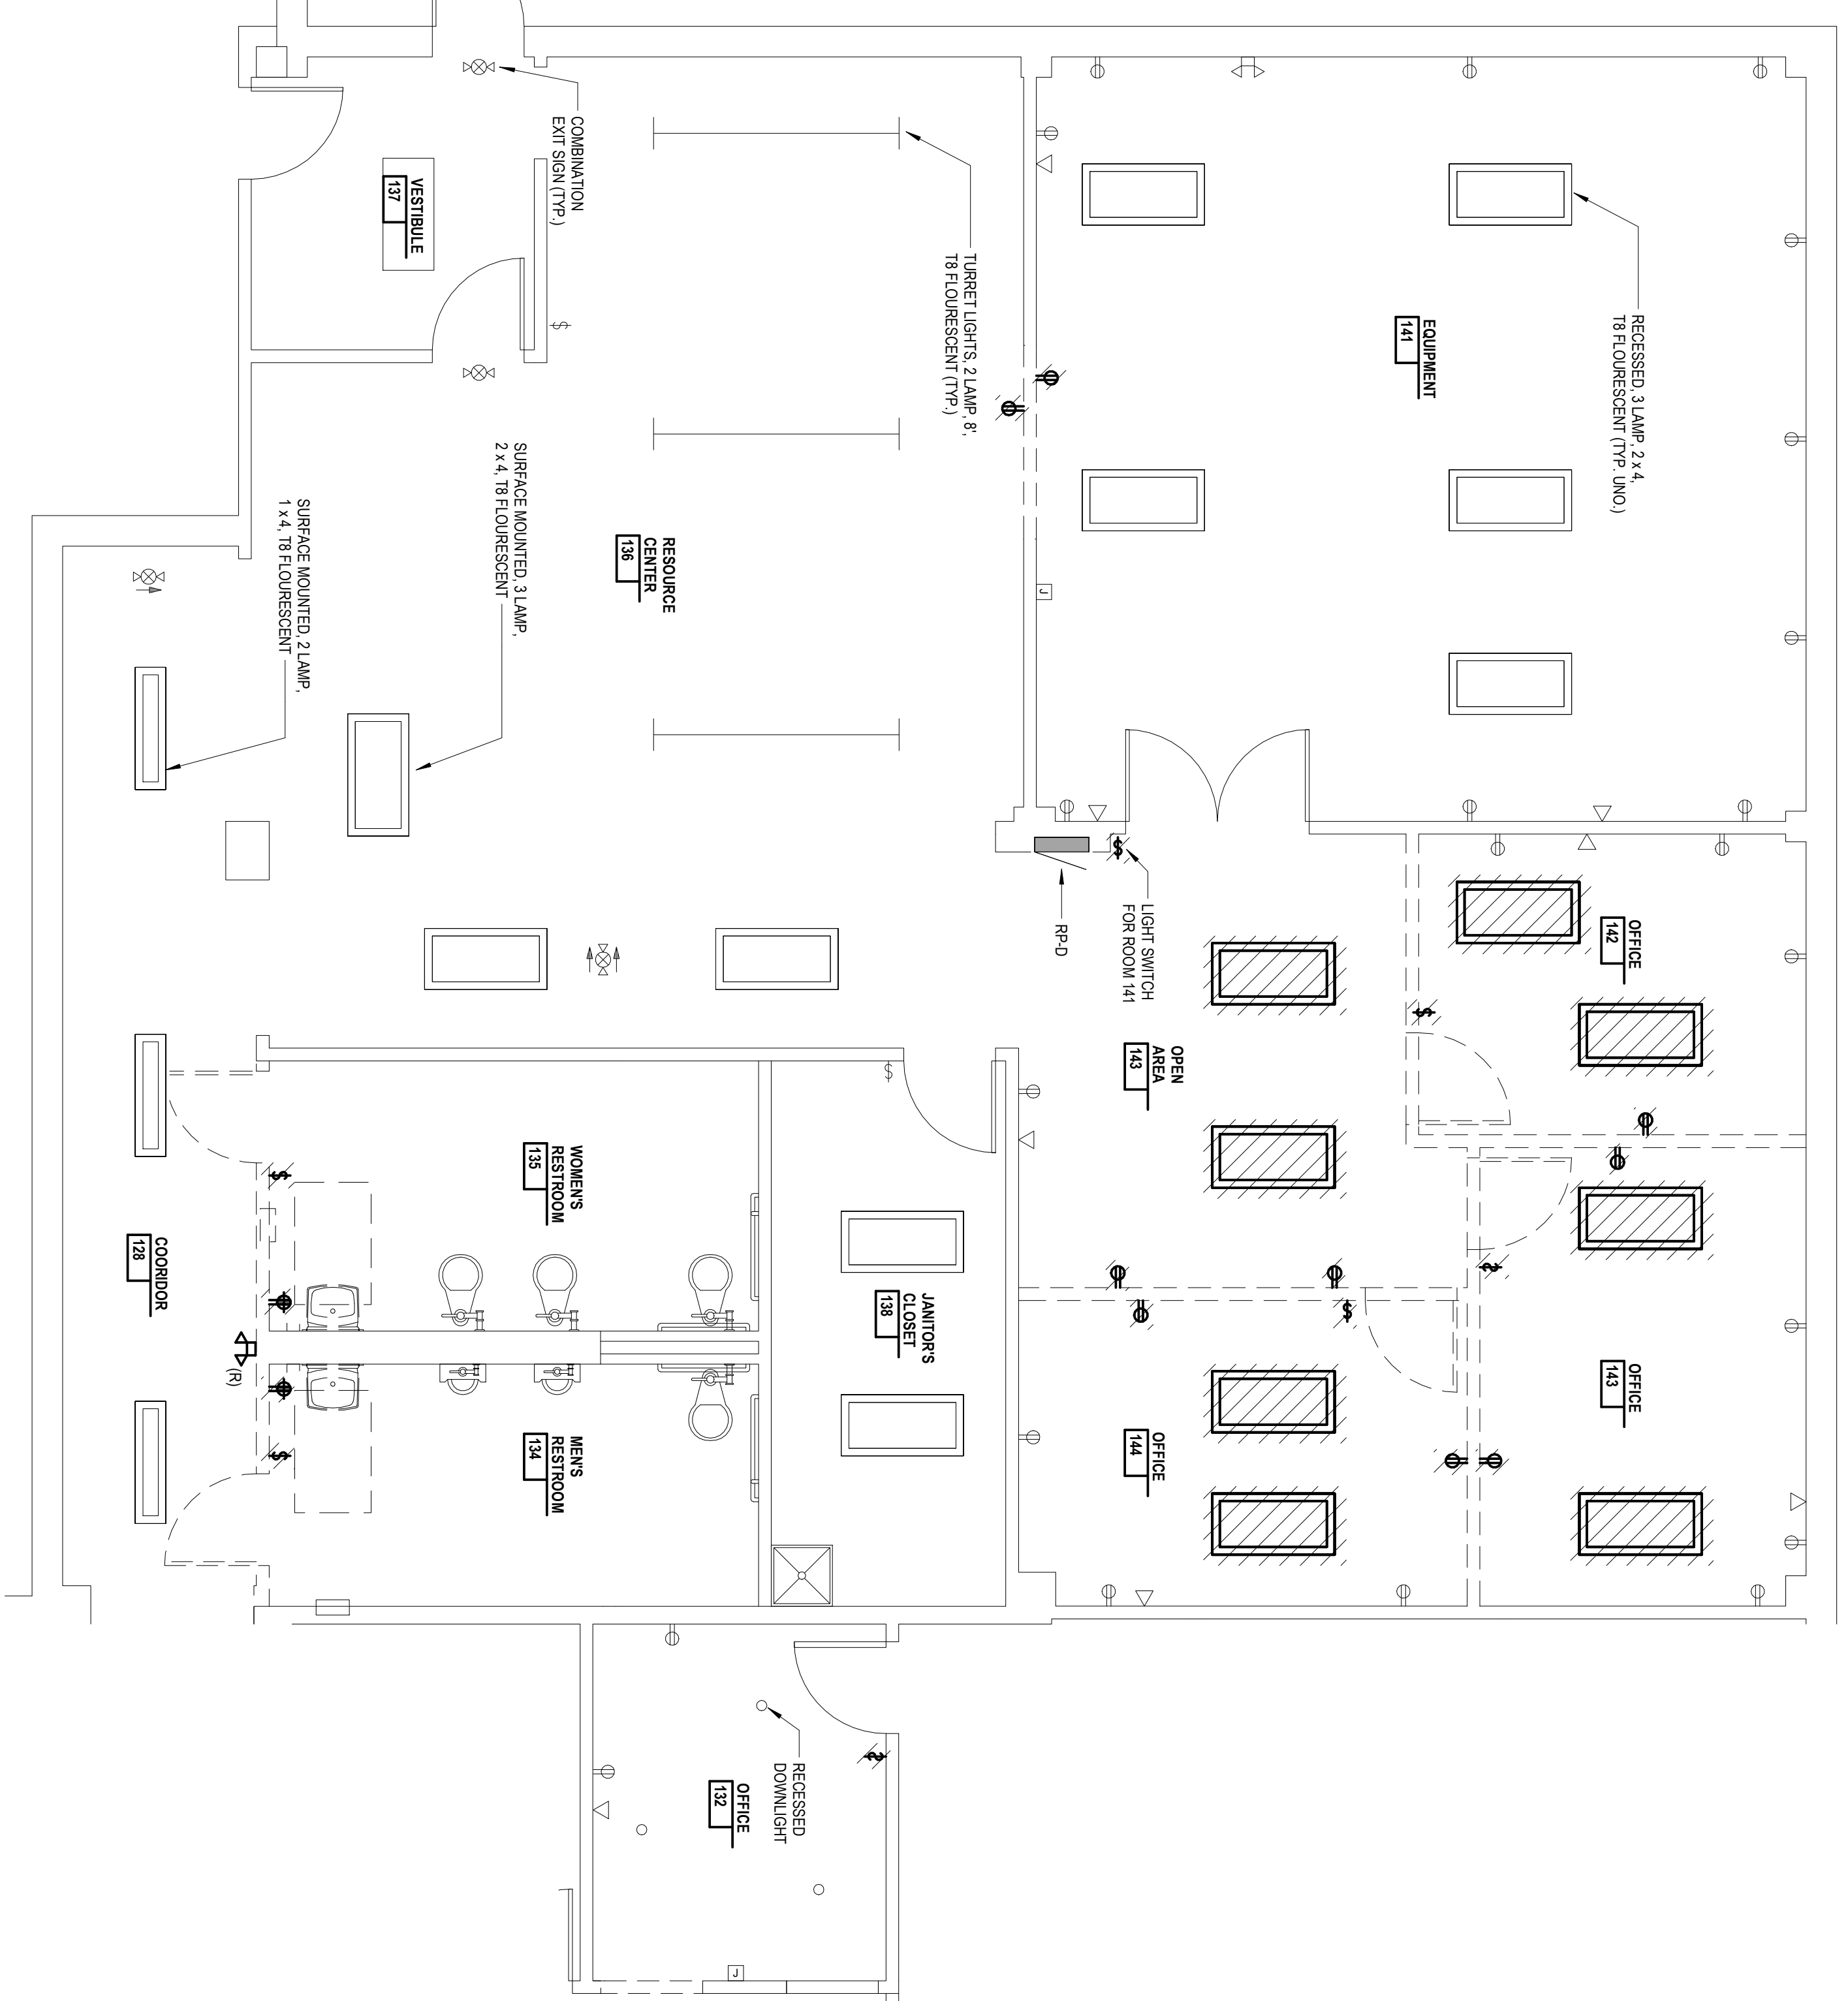 RECESSED, 3 LAMP, 2 x 4,
T8 FLOURESCENT (TYP. UNO.)
EQUIPMENT
141
TURRET LIGHTS, 2 LAMP, 8',
T8 FLOURESCENT (TYP.)
COMBINATION
EXIT SIGN (TYP.)
VESTIBULE
137
$
RESOURCE
CENTER
136
J
SURFACE MOUNTED, 3 LAMP,
2 x 4, T8 FLOURESCENT
SURFACE MOUNTED, 2 LAMP,
1 x 4, T8 FLOURESCENT
$
LIGHT SWITCH
FOR ROOM 141
RP-D
OFFICE
142
$
OPEN
AREA
143
$
WOMEN'S
RESTROOM
135
$
COORIDOR
128
(R)
JANITOR'S
CLOSET
138
$
$
OFFICE
143
OFFICE
144
MEN'S
RESTROOM
134
$
$
RECESSED
DOWNLIGHT
OFFICE
132
J